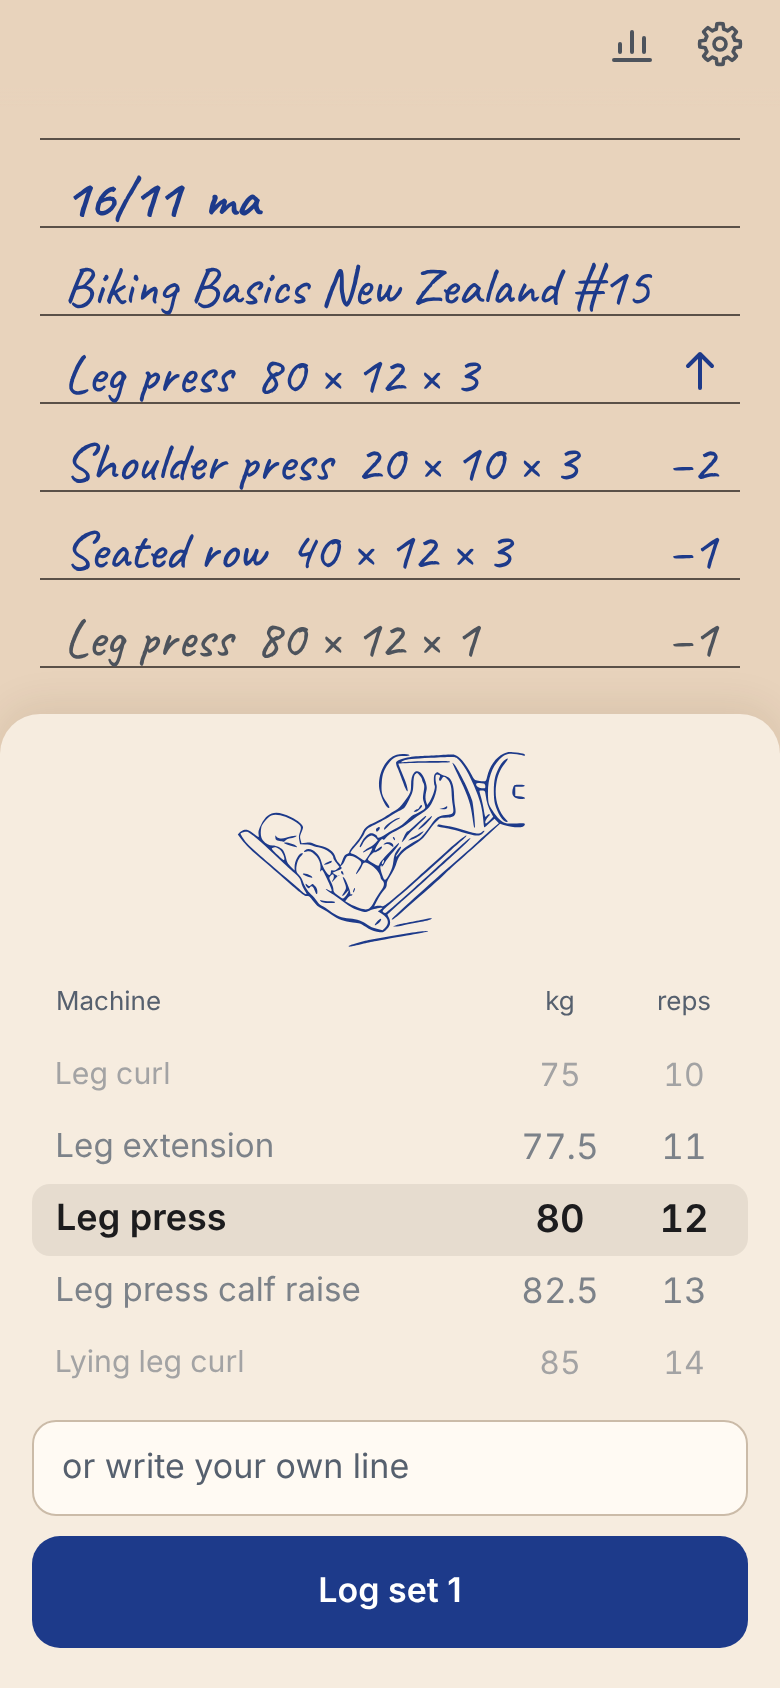 16/11 ma
Biking Basics New Zealand #15
Leg press 80 × 12 × 3 ↑
Shoulder press 20 × 10 × 3 −2
Seated row 40 × 12 × 3 −1
Leg press 80 × 12 × 1 −1
Machine kg reps
Leg curl 75 10
Leg extension 77.5 11
Leg press 80 12
Leg press calf raise 82.5 13
Lying leg curl 85 14
or write your own line
Log set 1